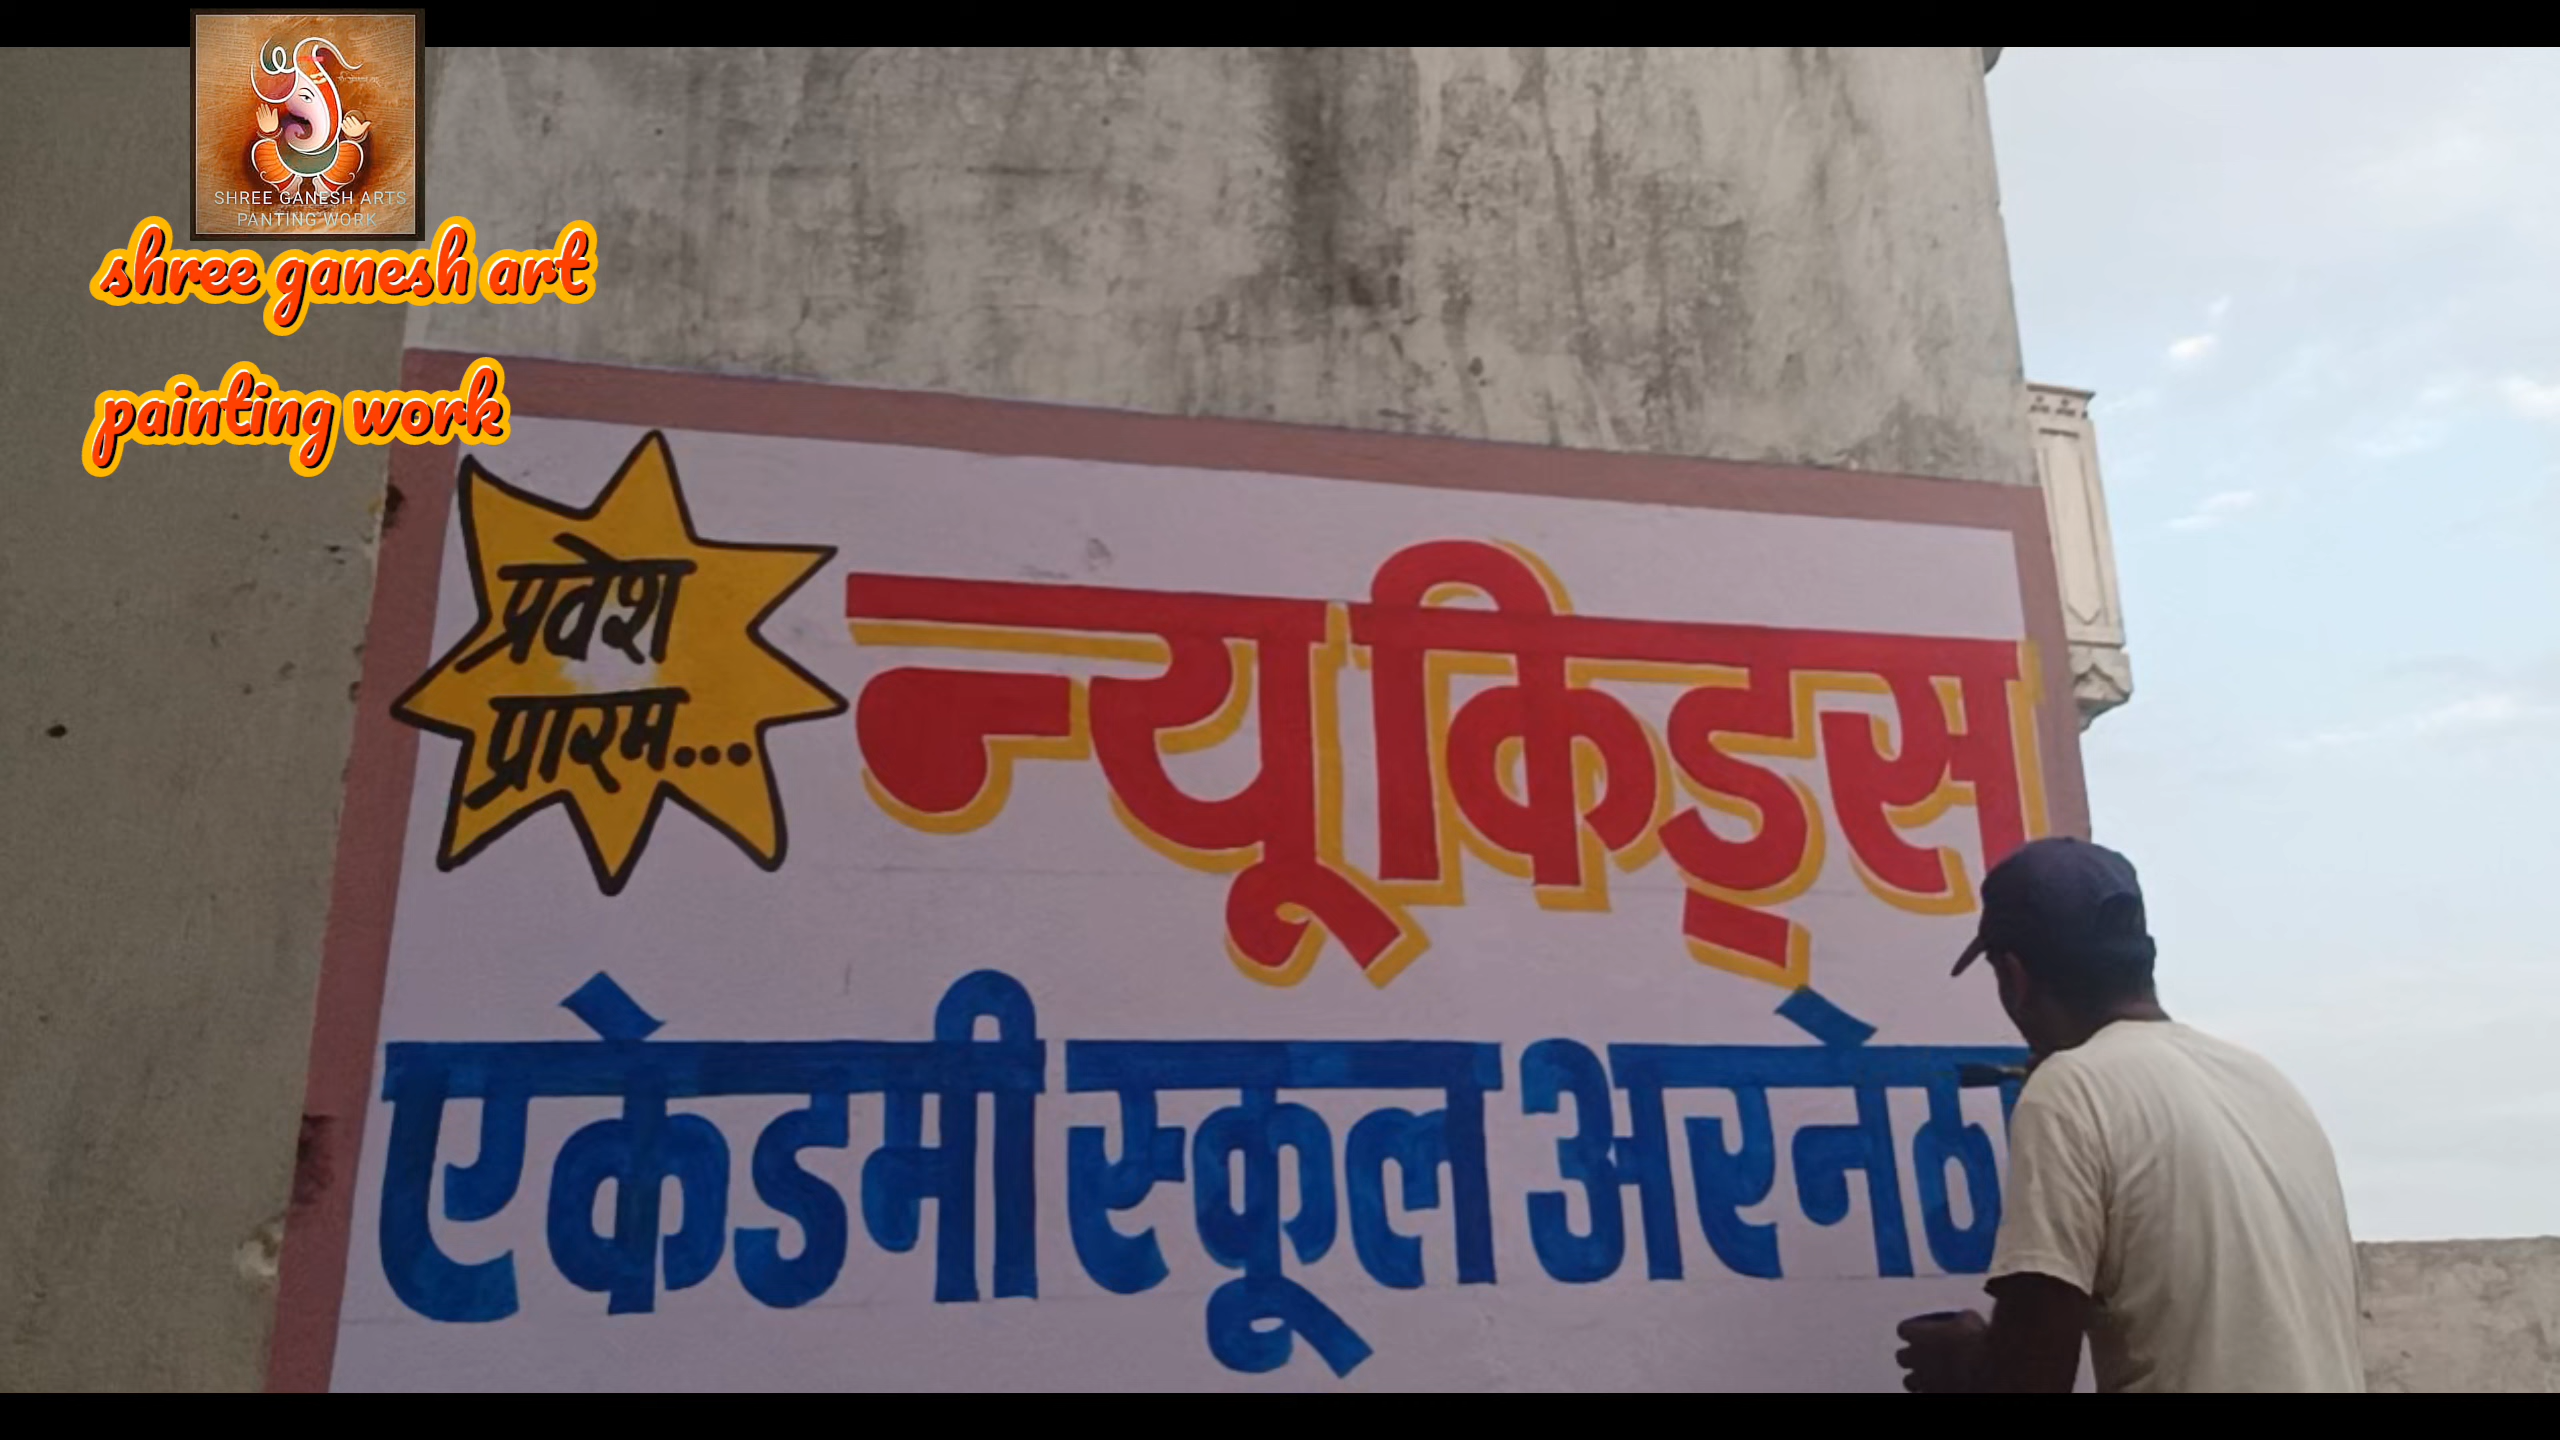 SHREE GANESH ARTS
PANTING WORK
shree ganesh art
painting work
प्रवेश
प्रारम...
न्यू किड्स
एकेडमी स्कूल अरनेठा